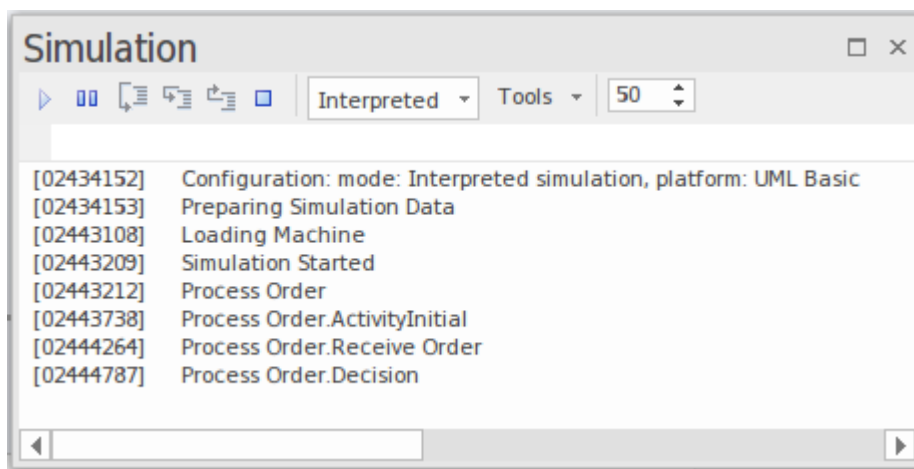 Simulation
Interpreted Tools 50
[02434152] Configuration: mode: Interpreted simulation, platform: UML Basic
[02434153] Preparing Simulation Data
[02443108] Loading Machine
[02443209] Simulation Started
[02443212] Process Order
[02443738] Process Order.ActivityInitial
[02444264] Process Order.Receive Order
[02444787] Process Order.Decision